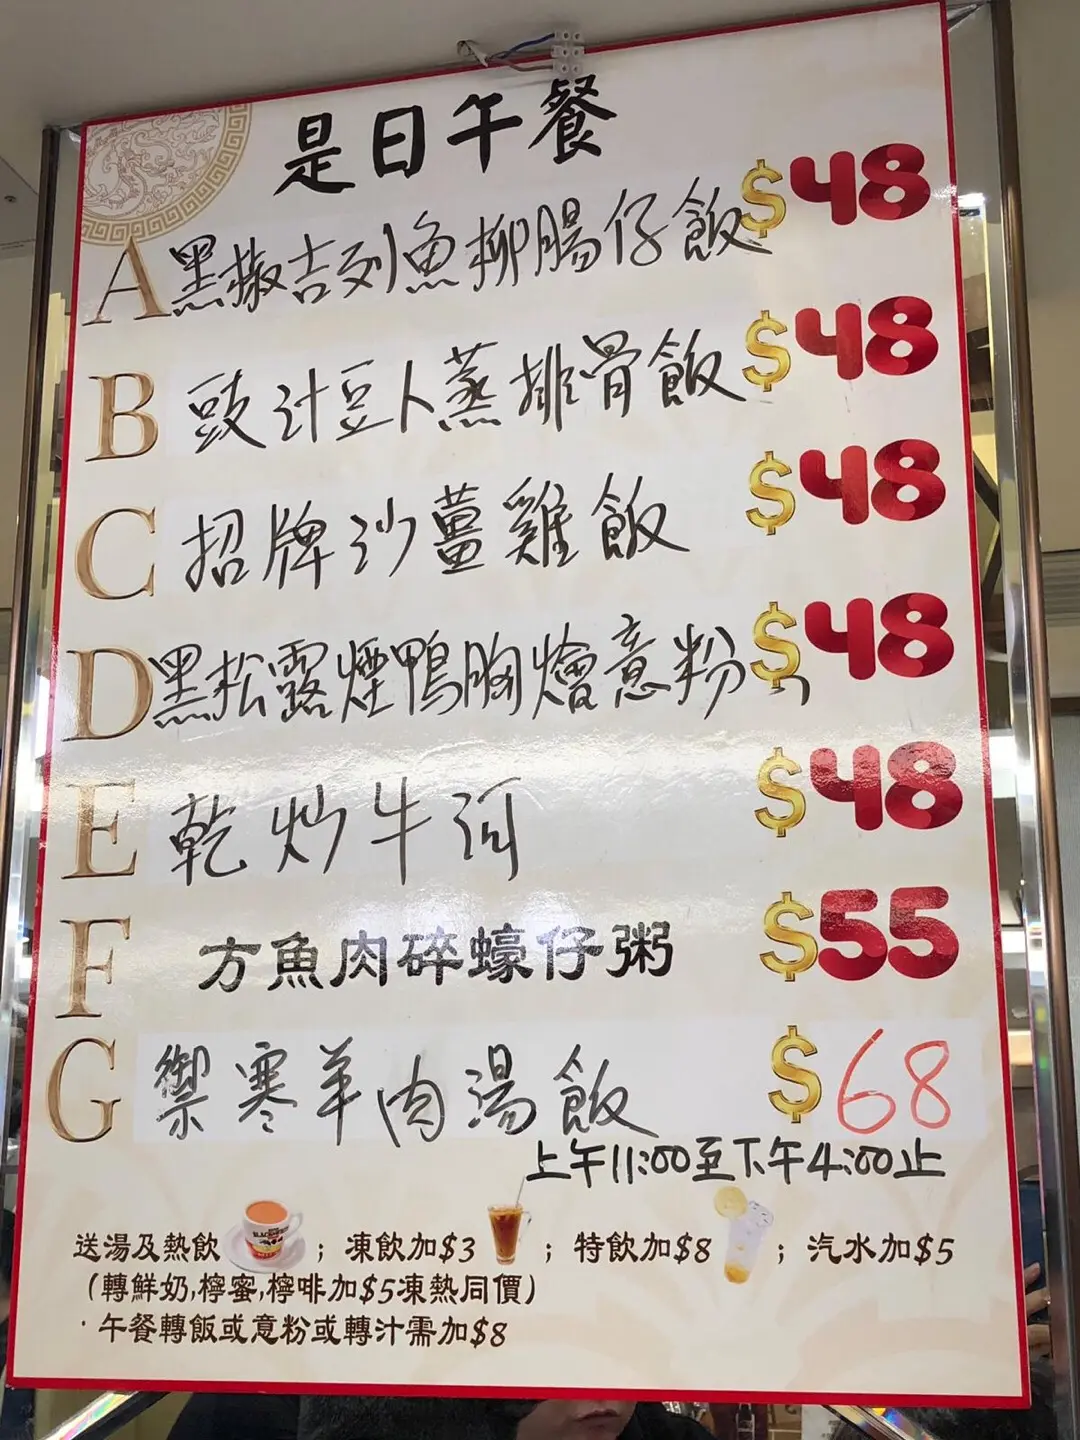 是日午餐
A 黑椒吉列魚柳腸仔飯 $48
B 豉汁豆卜蒸排骨飯 $48
C 招牌沙薑雞飯 $48
D 黑松露煙鴨胸燴意粉 $48
E 乾炒牛河 $48
F 方魚肉碎蠔仔粥 $55
G 禦寒羊肉湯飯 $68
上午11:00至下午4:00止
送湯及熱飲 ; 凍飲加$3 ; 特飲加$8 ; 汽水加$5
(轉鮮奶,檸蜜,檸啡加$5凍熱同價)
·午餐轉飯或意粉或轉汁需加$8